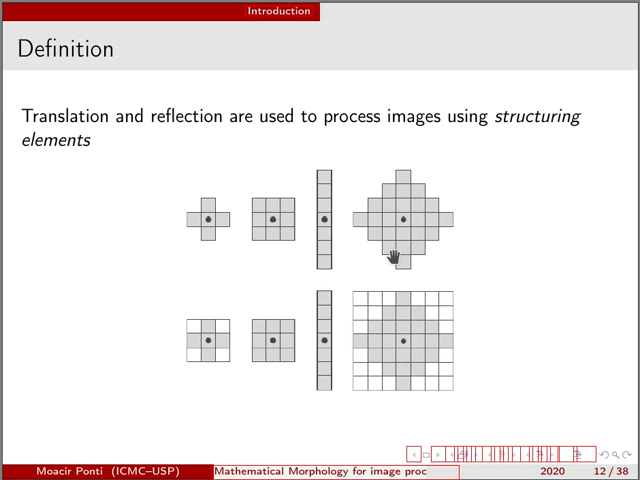 Introduction
Definition
Translation and reflection are used to process images using structuring
elements
Moacir Ponti (ICMC–USP)
Mathematical Morphology for image proc
2020
12 / 38